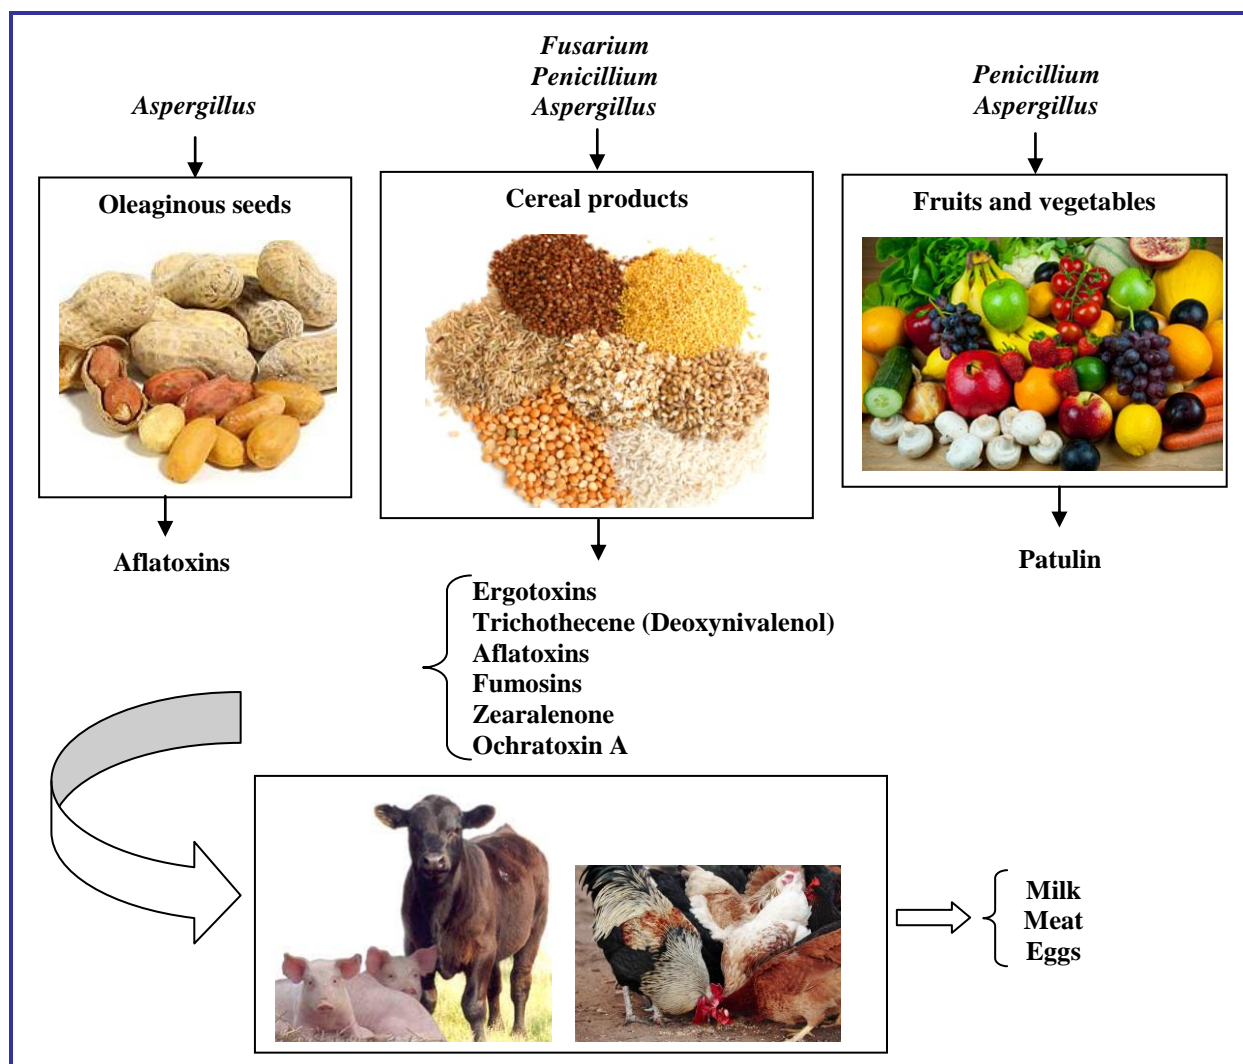 Aspergillus
Fusarium
Penicillium
Aspergillus
Penicillium
Aspergillus
Oleaginous seeds
Cereal products
Fruits and vegetables
Aflatoxins
Ergotoxins
Trichothecene (Deoxynivalenol)
Aflatoxins
Fumosins
Zearalenone
Ochratoxin A
Patulin
Milk
Meat
Eggs